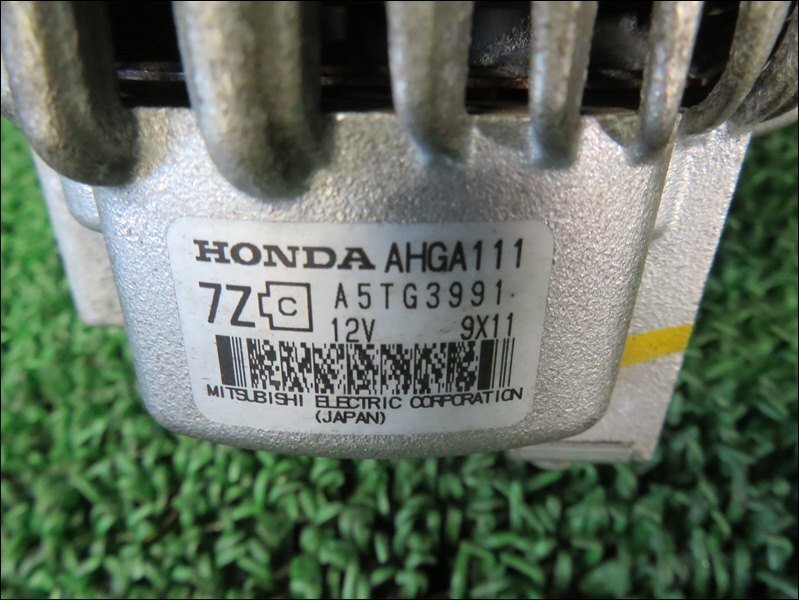 HONDA AHGA111
7Z C A5TG3991
12V 9X11
MITSUBISHI ELECTRIC CORPORATION
(JAPAN)